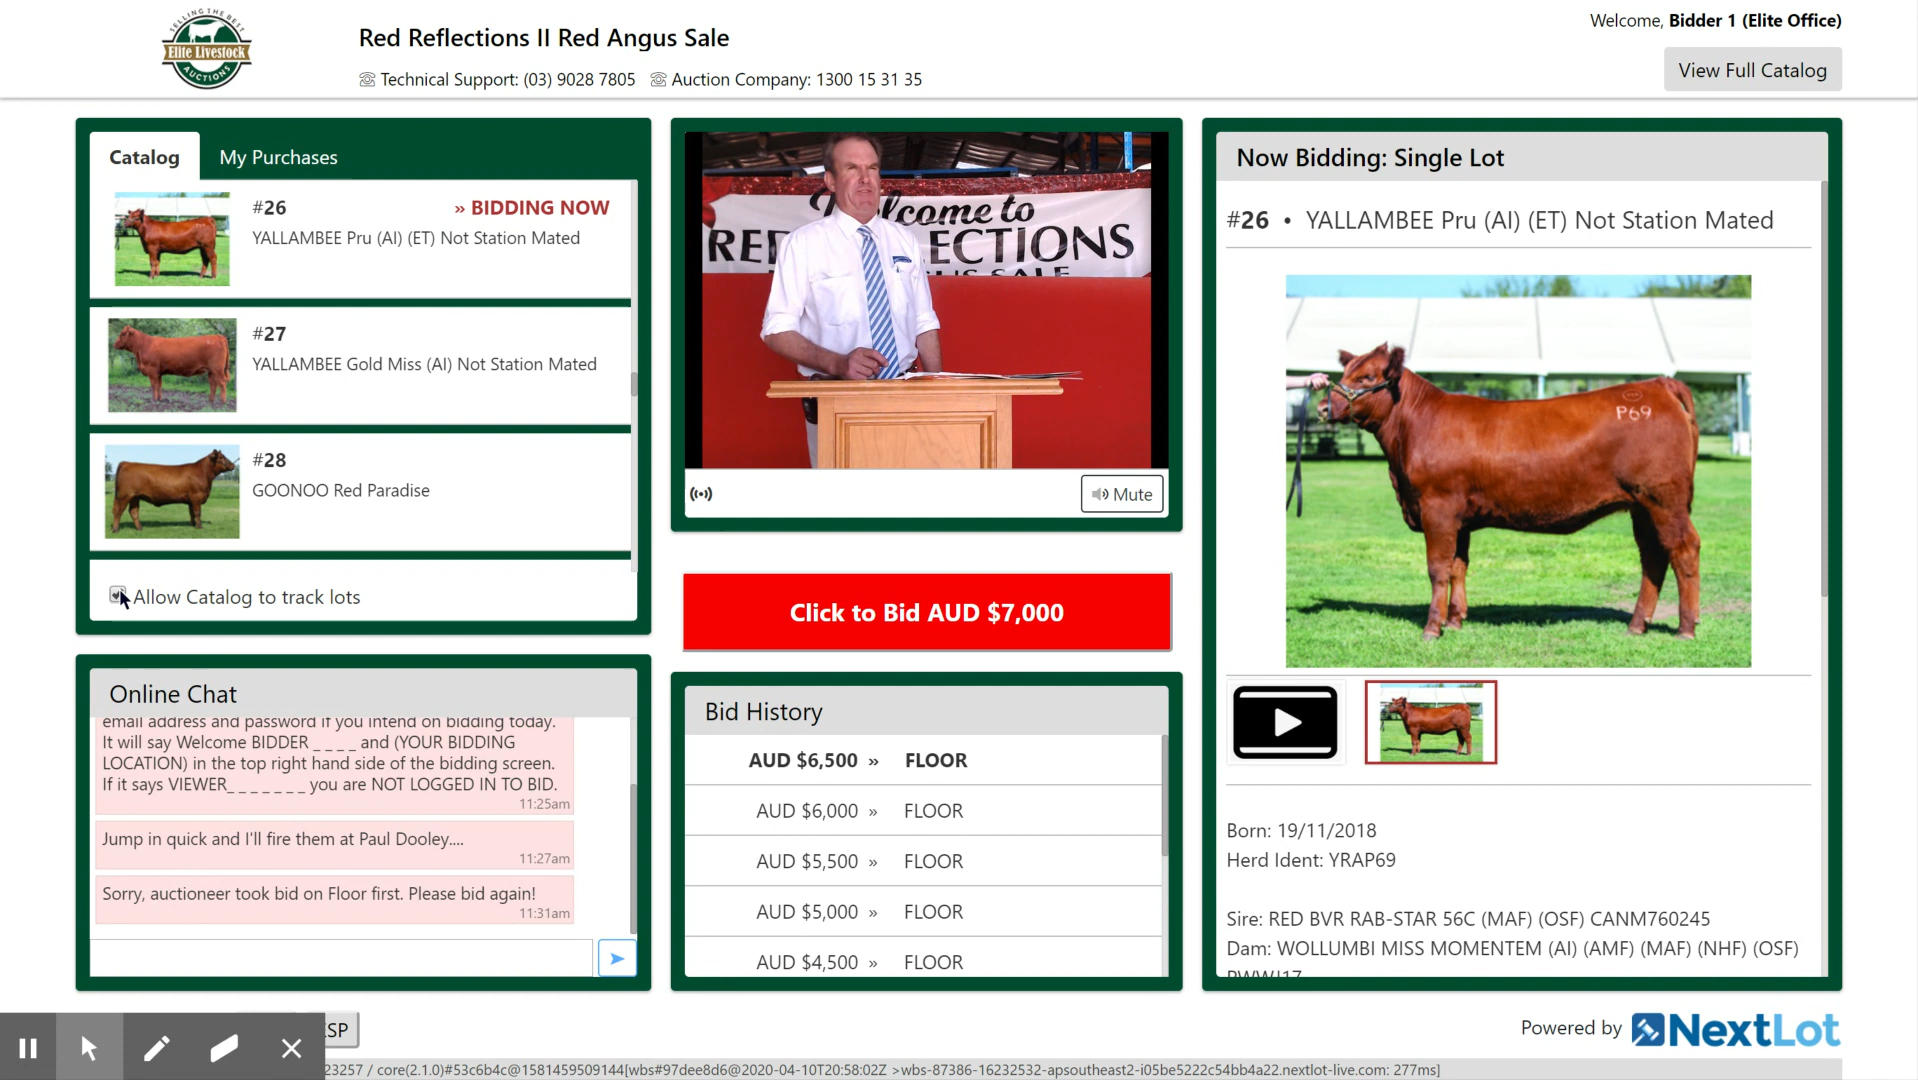 SELLING THE BEST
Elite Livestock
AUCTIONS
Red Reflections II Red Angus Sale
Technical Support: (03) 9028 7805 Auction Company: 1300 15 31 35
Welcome, Bidder 1 (Elite Office)
View Full Catalog
Catalog My Purchases
#26 » BIDDING NOW
YALLAMBEE Pru (AI) (ET) Not Station Mated
#27
YALLAMBEE Gold Miss (AI) Not Station Mated
#28
GOONOO Red Paradise
Allow Catalog to track lots
Online Chat
email address and password if you intend on bidding today.
It will say Welcome BIDDER _ _ _ _ and (YOUR BIDDING
LOCATION) in the top right hand side of the bidding screen.
If it says VIEWER_ _ _ _ _ _ _ you are NOT LOGGED IN TO BID.
11:25am
Jump in quick and I'll fire them at Paul Dooley....
11:27am
Sorry, auctioneer took bid on Floor first. Please bid again!
11:31am
lcome to
RE ECTIONS
US SALE
Mute
Click to Bid AUD $7,000
Bid History
AUD $6,500 » FLOOR
AUD $6,000 » FLOOR
AUD $5,500 » FLOOR
AUD $5,000 » FLOOR
AUD $4,500 » FLOOR
Now Bidding: Single Lot
#26 • YALLAMBEE Pru (AI) (ET) Not Station Mated
P69
Born: 19/11/2018
Herd Ident: YRAP69
Sire: RED BVR RAB-STAR 56C (MAF) (OSF) CANM760245
Dam: WOLLUMBI MISS MOMENTEM (AI) (AMF) (MAF) (NHF) (OSF)
SP
Powered by NextLot
23257 / core(2.1.0)#53c6b4c@1581459509144[wbs#97dee8d6@2020-04-10T20:58:02Z >wbs-87386-16232532-apsoutheast2-i05be5222c54bb4a22.nextlot-live.com: 277ms]